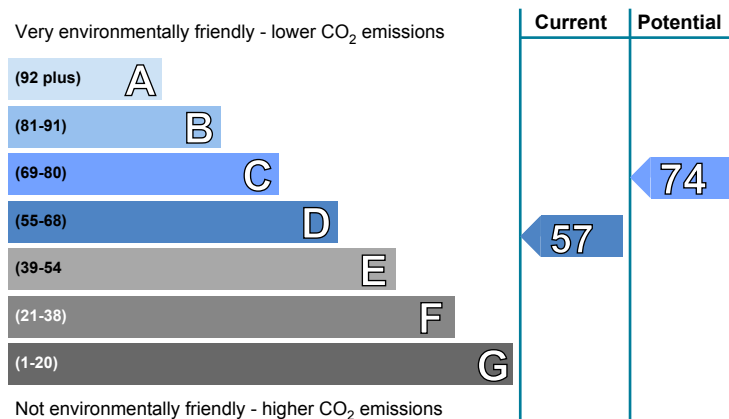 Very environmentally friendly - lower CO₂ emissions
Current
Potential
(92 plus) A
(81-91) B
(69-80) C
(55-68) D
(39-54 E
(21-38) F
(1-20) G
74
57
Not environmentally friendly - higher CO₂ emissions